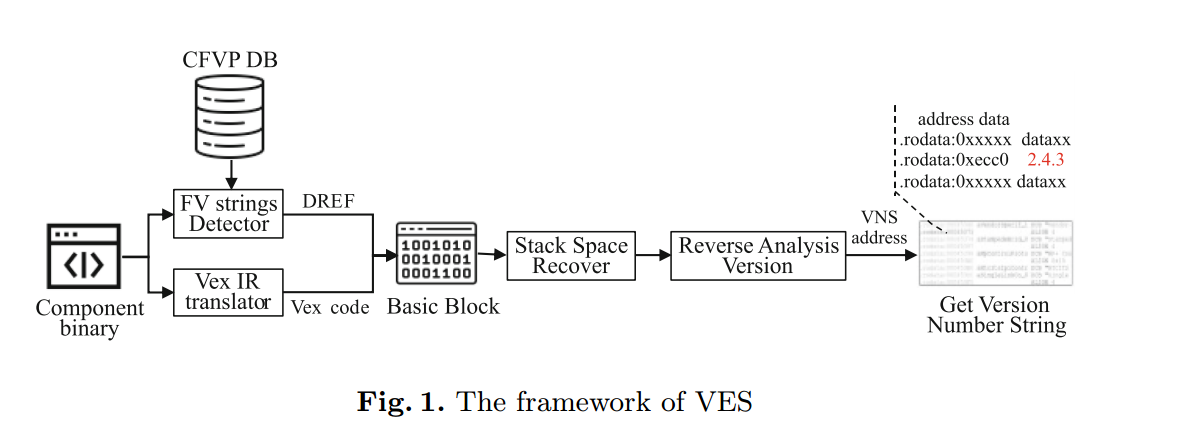 CFVP DB
address data
.rodata:0xxxxx dataxx
.rodata:0xecc0 2.4.3
.rodata:0xxxxx dataxx
FV strings
Detector
DREF
VNS
address
1001010
0010001
0001100
Stack Space
Recover
Reverse Analysis
Version
Vex IR
translator
Vex code
Basic Block
Component
binary
Get Version
Number String
Fig. 1. The framework of VES